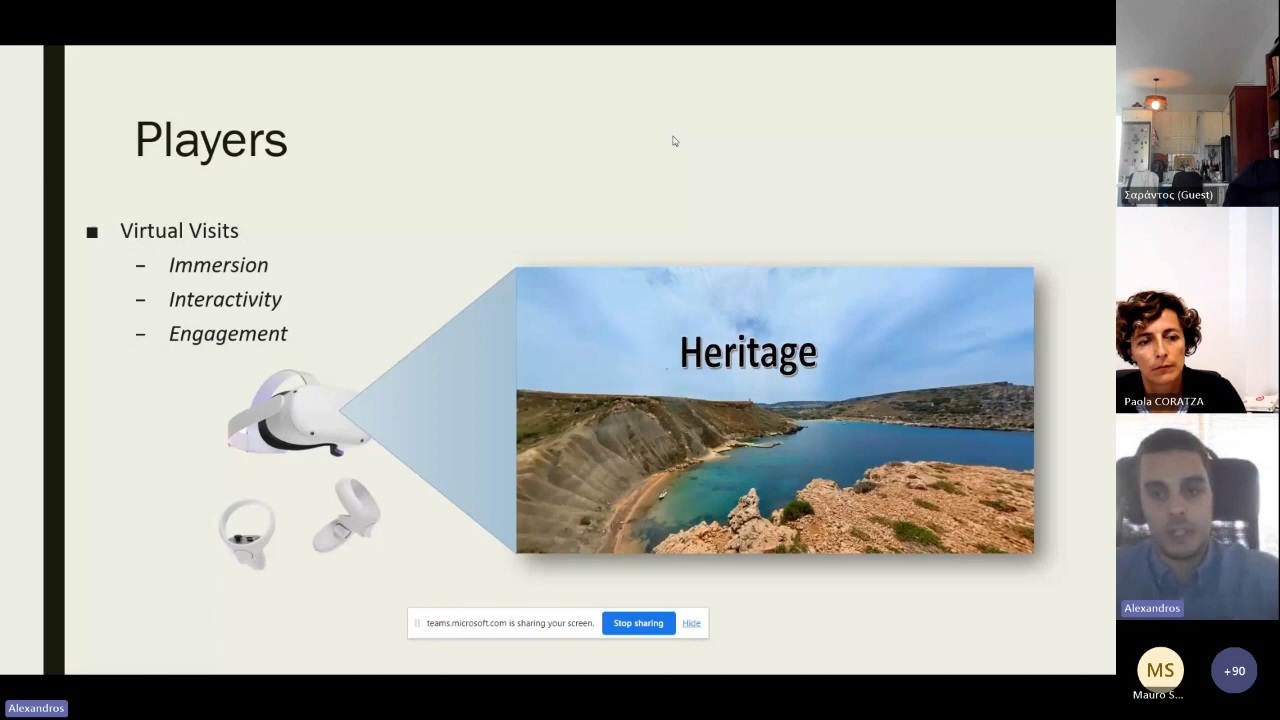 Players
■ Virtual Visits
– Immersion
– Interactivity
– Engagement
Heritage
teams.microsoft.com is sharing your screen.
Stop sharing
Hide
Σαράντος (Guest)
Paola CORATZA
Alexandros
MS
Mauro S...
+90
Alexandros